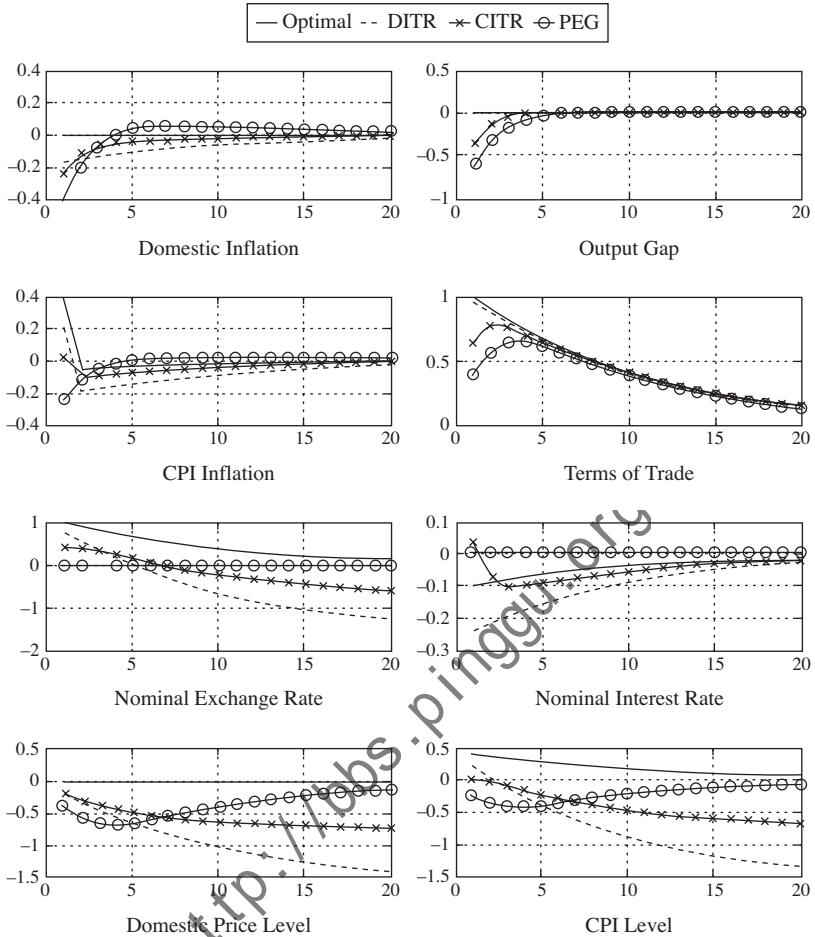 Optimal DITR CITR PEG
0.4 0.2 0 −0.2 −0.4
0 5 10 15 20
Domestic Inflation
0.5 0 −0.5 −1
0 5 10 15 20
Output Gap
0.4 0.2 0 −0.2 −0.4
0 5 10 15 20
CPI Inflation
1 0.5 0
0 5 10 15 20
Terms of Trade
1 0 −1 −2
0 5 10 15 20
Nominal Exchange Rate
0.1 0 −0.1 −0.2 0.3
0 5 10 15 20
Nominal Interest Rate
0.5 0 −0.5 −1 −1.5
0 5 10 15 20
Domestic Price Level
0.5 0 −0.5 −1 −1.5
0 5 10 15 20
CPI Level
ttp://bbs.pinggu.org